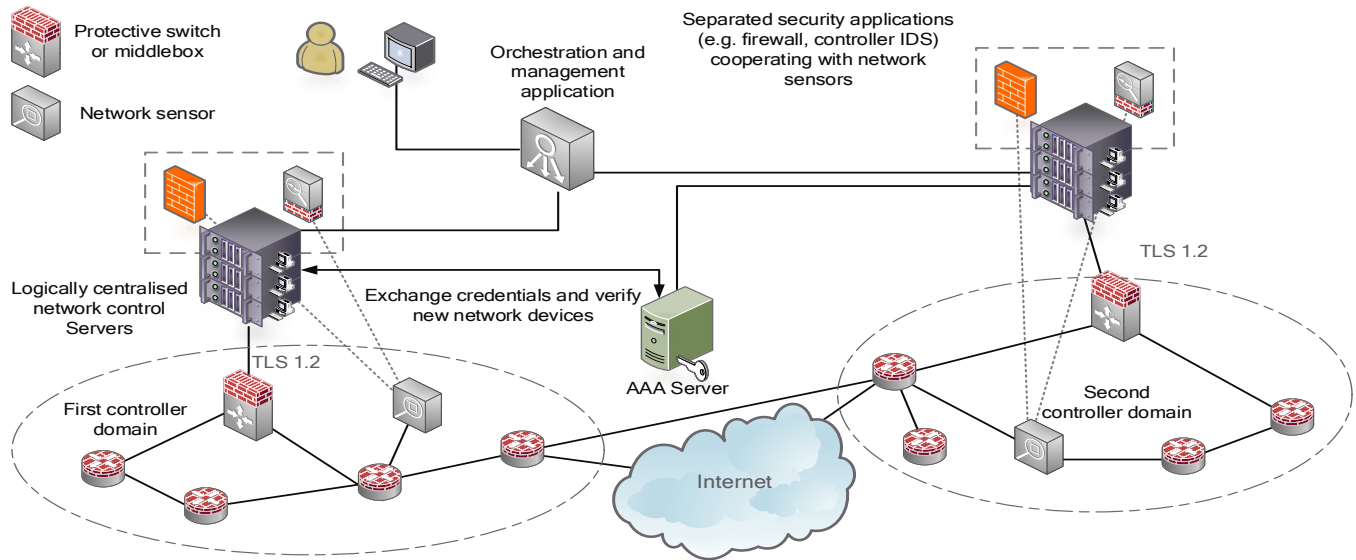 Protective switch
or middlebox
Network sensor
Orchestration and
management
application
Separated security applications
(e.g. firewall, controller IDS)
cooperating with network
sensors
Logically centralised
network control
Servers
Exchange credentials and verify
new network devices
AAA Server
TLS 1.2
TLS 1.2
First controller
domain
Second
controller domain
Internet